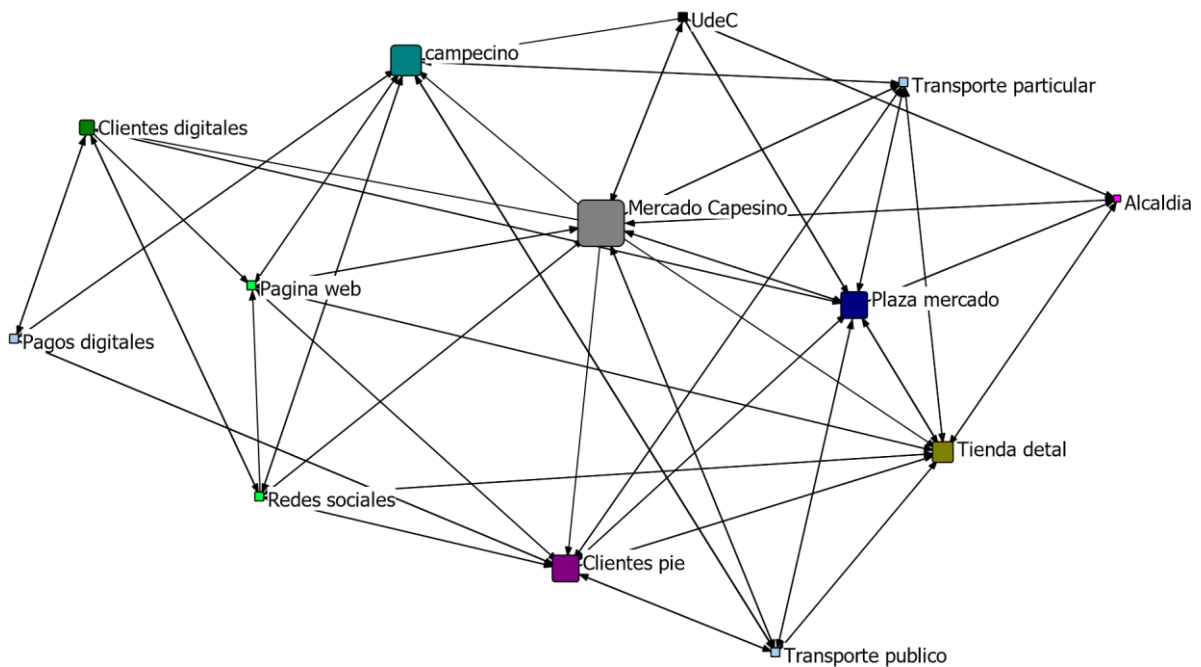 UdeC
campecino
Transporte particular
Clientes digitales
Mercado Capesino
Alcaldia
Pagina web
Plaza mercado
Pagos digitales
Tienda detal
Redes sociales
Clientes pie
Transporte publico